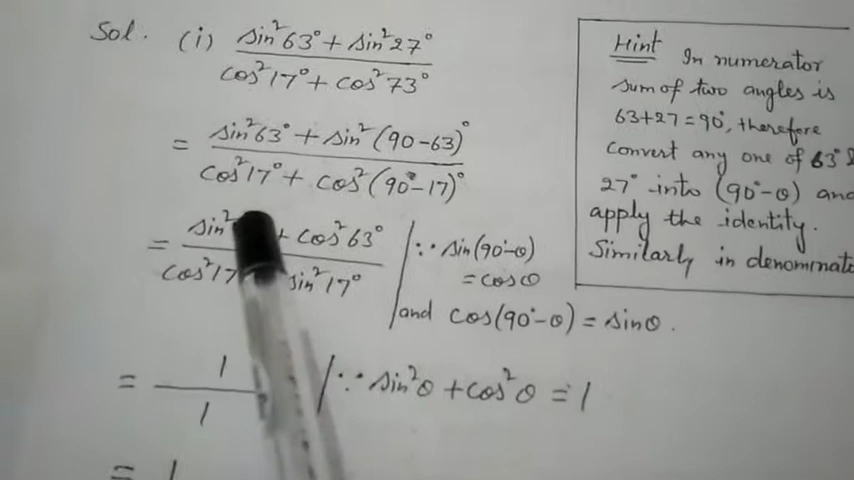 Sol. (i) sin²63° + sin²27°
cos²17° + cos²73°
= sin²63° + sin²(90-63)°
cos²17° + cos²(90°-17)°
= sin² + cos²63°
cos²17 sin²17°
∵ sin(90°-θ)
= cosθ
and cos(90°-θ) = sinθ.
= 1
1
∵ sin²θ + cos²θ = 1
= 1
Hint In numerator
sum of two angles is
63+27=90°, therefore
convert any one of 63° &
27° into (90°-θ) and
apply the identity.
Similarly in denominat